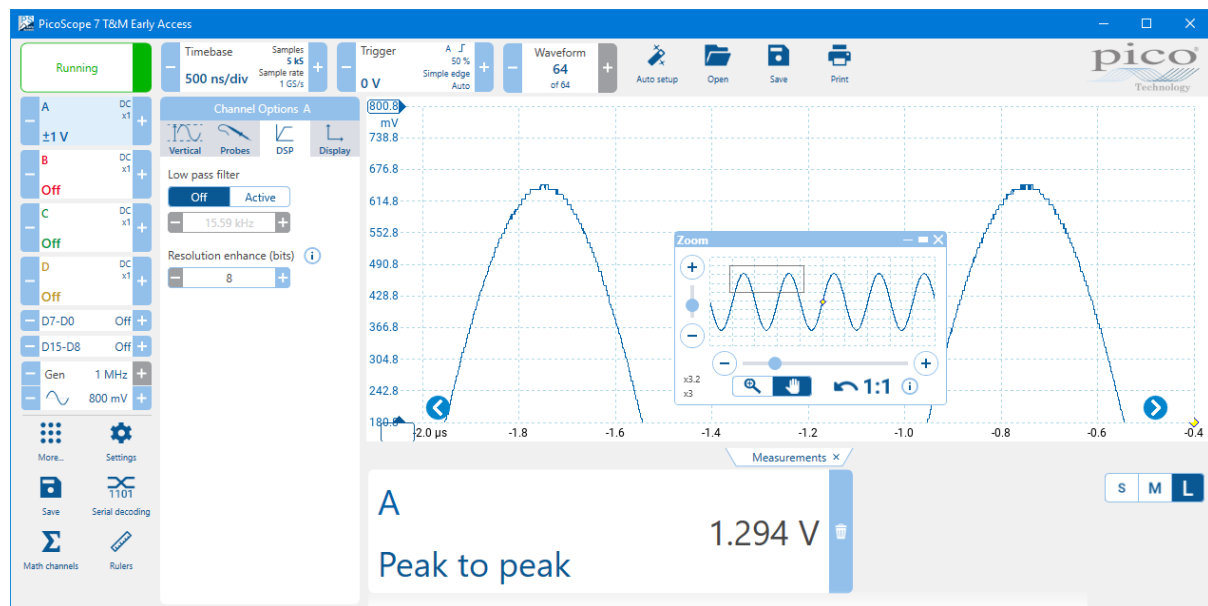 PicoScope 7 T&M Early Access
Running
Timebase
500 ns/div
Samples
5 kS
Sample rate
1 GS/s
Trigger
0 V
A
50 %
Simple edge
Auto
Waveform
64
of 64
Auto setup
Open
Save
Print
pico
Technology
A
DC
x1
±1 V
B
DC
x1
Off
C
DC
x1
Off
D
DC
x1
Off
D7-D0 Off
D15-D8 Off
Gen 1 MHz
800 mV
More...
Settings
1101
Save
Serial decoding
Σ
Math channels
Rulers
Channel Options A
Vertical
Probes
DSP
Display
Low pass filter
Off Active
15.59 kHz
Resolution enhance (bits) i
8
800.8
mV
738.8
676.8
614.8
552.8
490.8
428.8
366.8
304.8
242.8
180.8
-2.0 µs -1.8 -1.6 -1.4 -1.2 -1.0 -0.8 -0.6 -0.4
Zoom
x3.2
x3
1:1 i
Measurements ×
A
Peak to peak
1.294 V
S M L